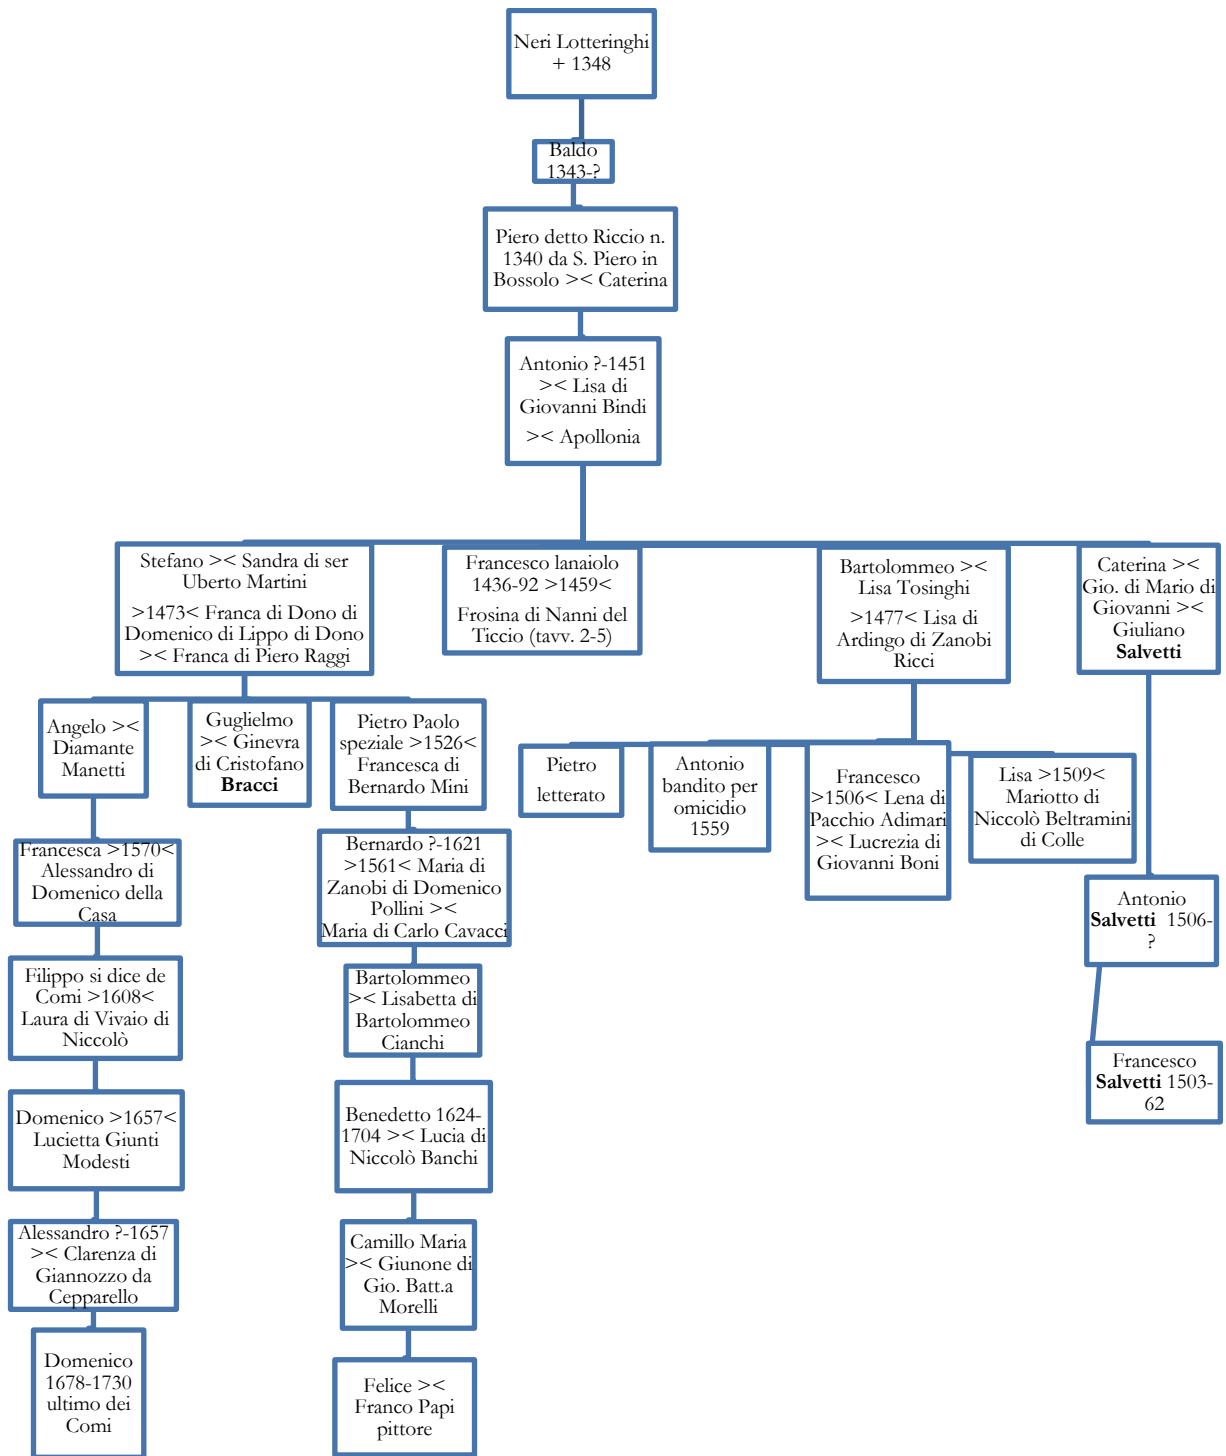 Neri Lotteringhi
+ 1348
Baldo
1343-?
Piero detto Riccio n.
1340 da S. Piero in
Bossolo >< Caterina
Antonio ?-1451
>< Lisa di
Giovanni Bindi
>< Apollonia
Stefano >< Sandra di ser
Uberto Martini
>1473< Franca di Dono di
Domenico di Lippo di Dono
>< Franca di Piero Raggi
Francesco lanaiolo
1436-92 >1459<
Frosina di Nanni del
Ticcio (tavv. 2-5)
Bartolommeo ><
Lisa Tosinghi
>1477< Lisa di
Ardingo di Zanobi
Ricci
Caterina ><
Gio. di Mario di
Giovanni ><
Giuliano
Salvetti
Angelo ><
Diamante
Manetti
Guglielmo
>< Ginevra
di Cristofano
Bracci
Pietro Paolo
speziale >1526<
Francesca di
Bernardo Mini
Pietro
letterato
Antonio
bandito per
omicidio
1559
Francesco
>1506< Lena di
Pacchio Adimari
>< Lucrezia di
Giovanni Boni
Lisa >1509<
Mariotto di
Niccolò Beltramini
di Colle
Francesca >1570<
Alessandro di
Domenico della
Casa
Bernardo ?-1621
>1561< Maria di
Zanobi di Domenico
Pollini ><
Maria di Carlo Cavacci
Antonio
Salvetti 1506-
?
Filippo si dice de
Comi >1608<
Laura di Vivaio di
Niccolò
Bartolommeo
>< Lisabetta di
Bartolommeo
Cianchi
Francesco
Salvetti 1503-
62
Domenico >1657<
Lucietta Giunti
Modesti
Benedetto 1624-
1704 >< Lucia di
Niccolò Banchi
Alessandro ?-1657
>< Clarenza di
Giannozzo da
Cepparello
Camillo Maria
>< Giunone di
Gio. Batt.a
Morelli
Domenico
1678-1730
ultimo dei
Comi
Felice ><
Franco Papi
pittore